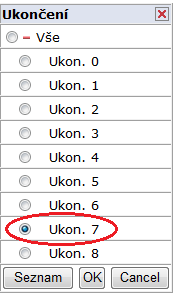 Ukončení
Vše
Ukon. 0
Ukon. 1
Ukon. 2
Ukon. 3
Ukon. 4
Ukon. 5
Ukon. 6
Ukon. 7
Ukon. 8
Seznam OK Cancel